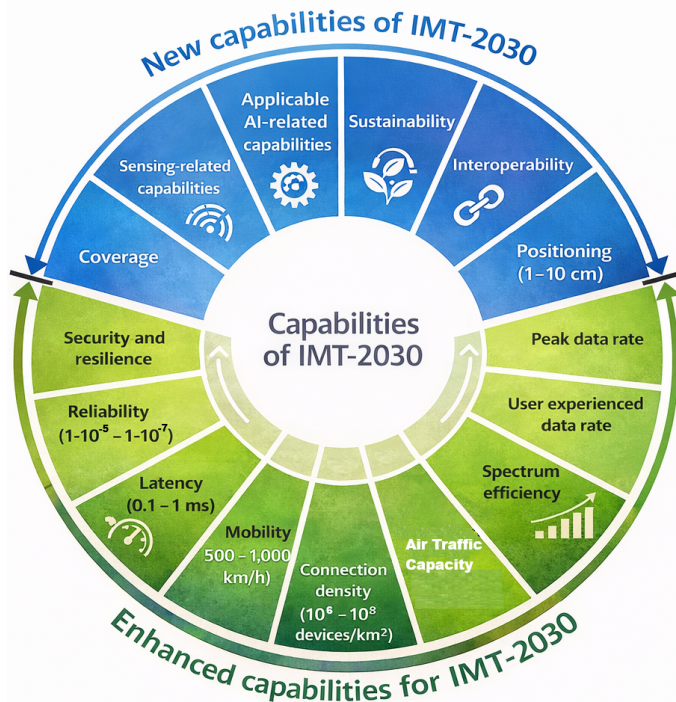 New capabilities of IMT-2030
Applicable
AI-related
capabilities
Sustainability
Sensing-related
capabilities
Interoperability
Coverage
Positioning
(1–10 cm)
Capabilities
of IMT-2030
Security and
resilience
Peak data rate
Reliability
(1-10⁻⁵ – 1-10⁻⁷)
User experienced
data rate
Latency
(0.1 – 1 ms)
Spectrum
efficiency
Mobility
500 – 1,000
km/h)
Connection
density
(10⁶ – 10⁸
devices/km²)
Air Traffic
Capacity
Enhanced capabilities for IMT-2030